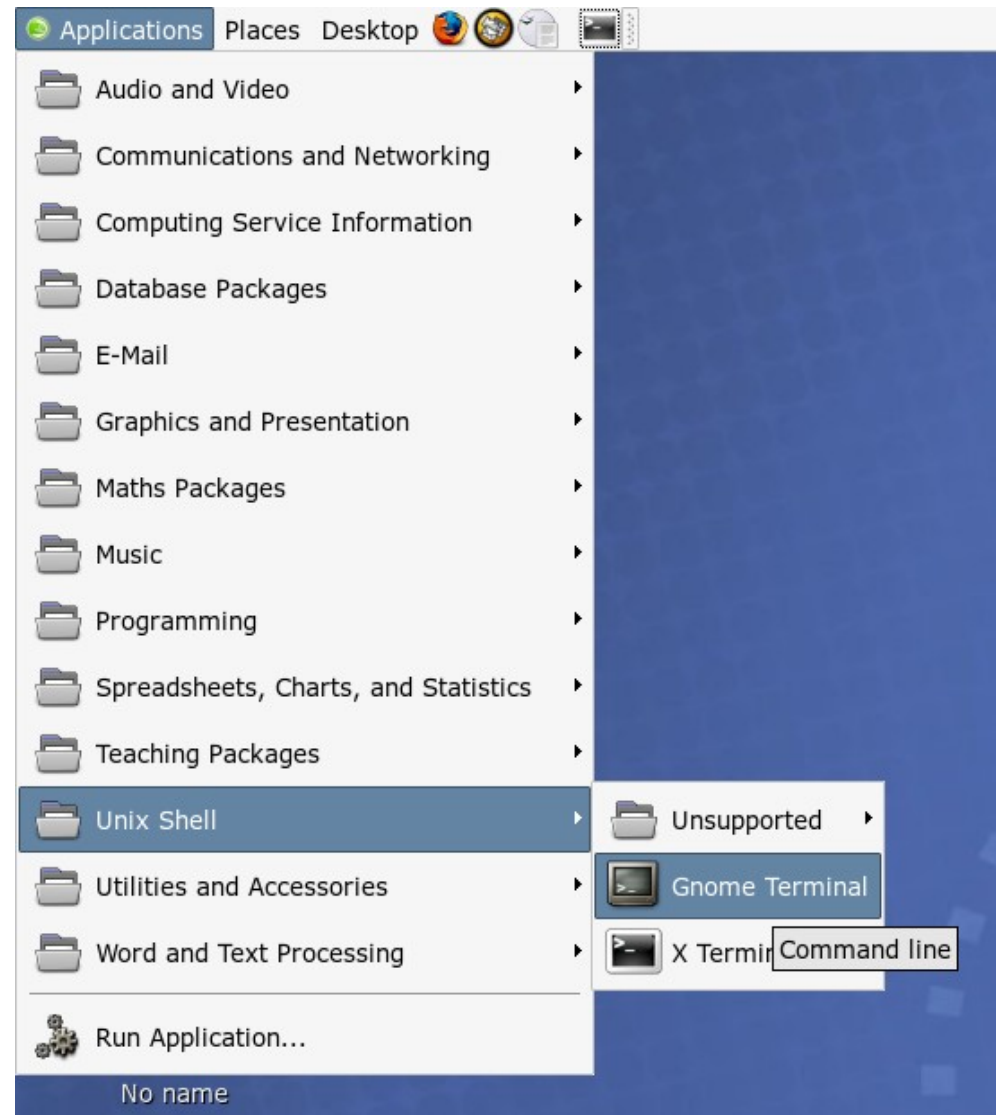 Applications Places Desktop
Audio and Video
Communications and Networking
Computing Service Information
Database Packages
E-Mail
Graphics and Presentation
Maths Packages
Music
Programming
Spreadsheets, Charts, and Statistics
Teaching Packages
Unix Shell
Unsupported
Utilities and Accessories
Gnome Terminal
Word and Text Processing
X Termin
Command line
Run Application...
No name